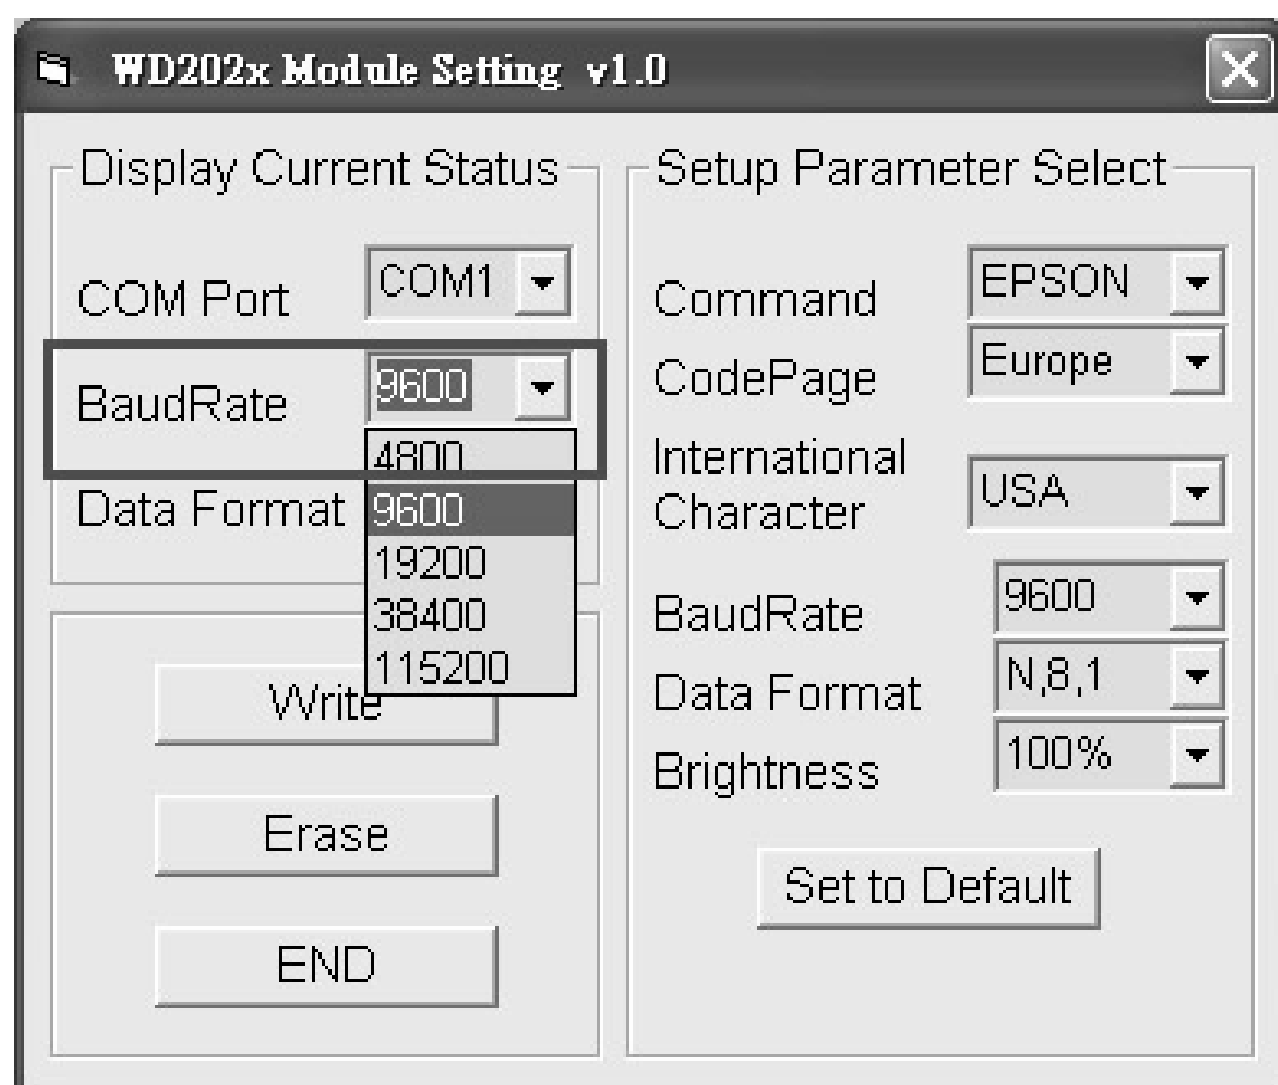 WD202x Module Setting v1.0
Display Current Status
COM Port
COM1
BaudRate
9600
4800
9600
19200
38400
115200
Data Format
Write
Erase
END
Setup Parameter Select
Command
EPSON
CodePage
Europe
International
Character
USA
BaudRate
9600
Data Format
N,8,1
Brightness
100%
Set to Default